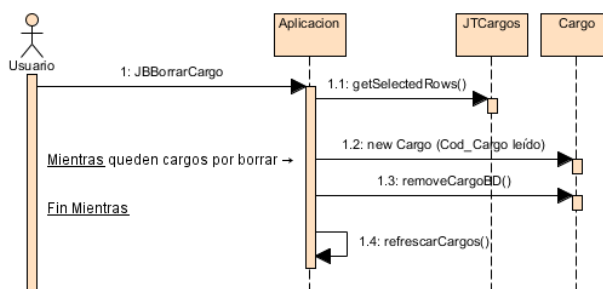 Aplicacion
JTCargos
Cargo
Usuario
1: JBBorrarCargo
1.1: getSelectedRows()
1.2: new Cargo (Cod_Cargo leído)
Mientras queden cargos por borrar →
1.3: removeCargoBD()
Fin Mientras
1.4: refrescarCargos()